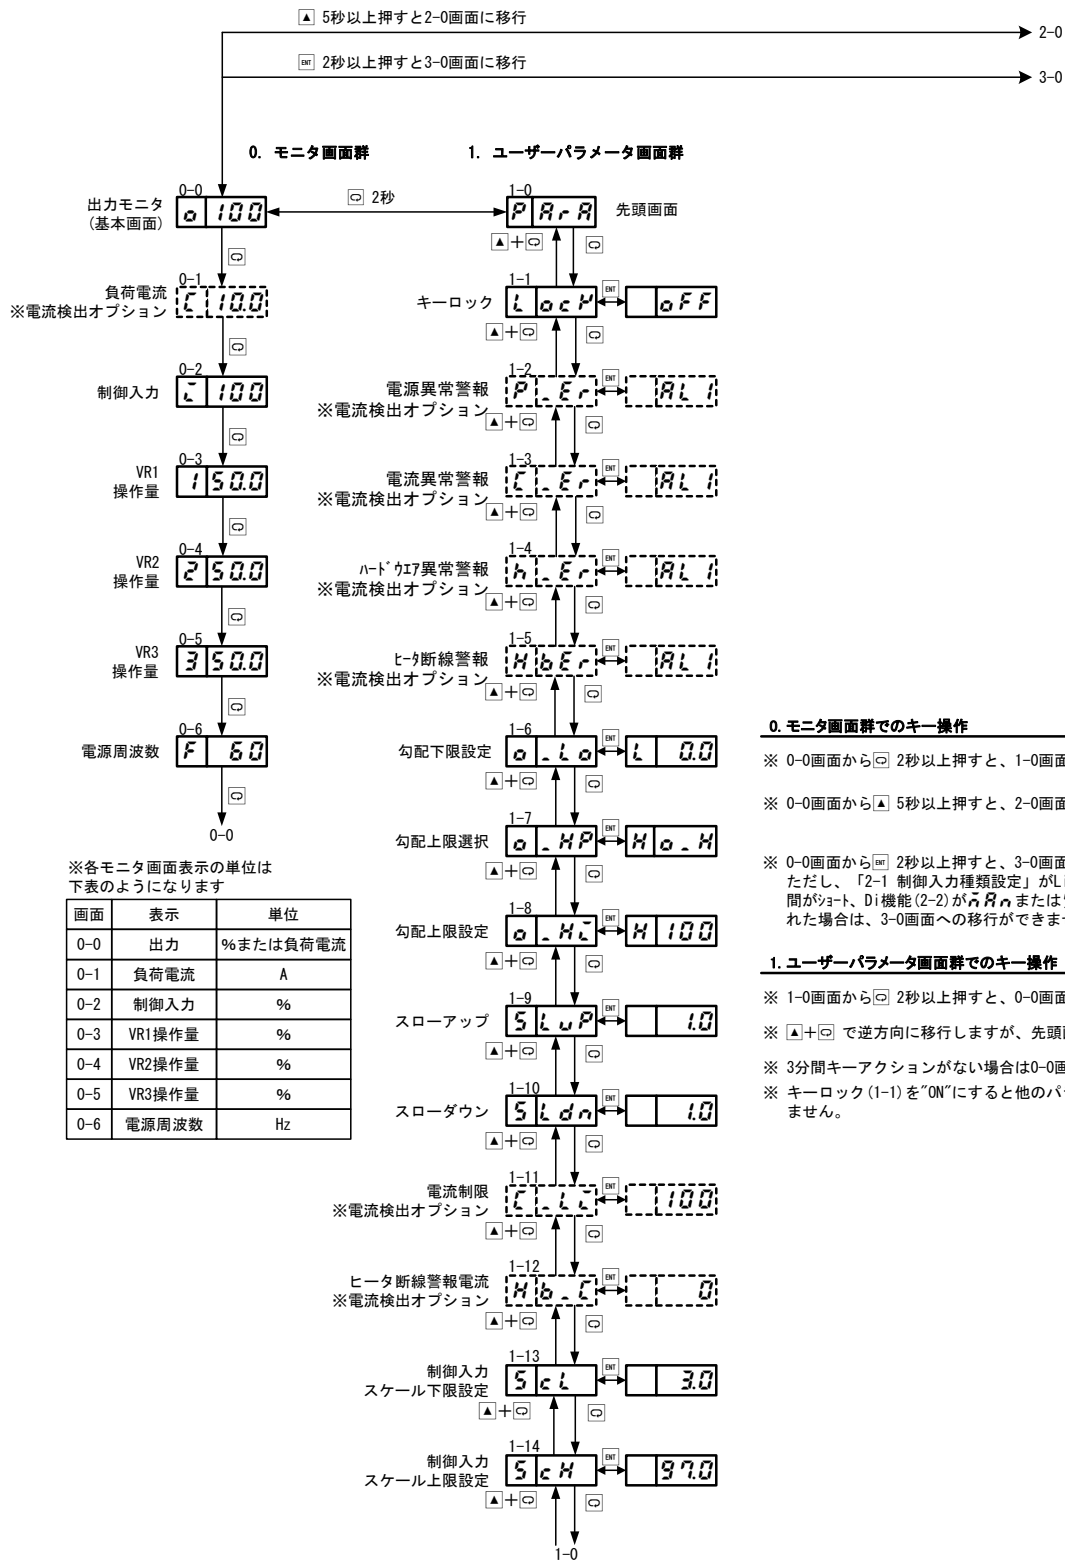 ▲ 5秒以上押すと2-0画面に移行
2-0
ENT 2秒以上押すと3-0画面に移行
3-0
0. モニタ画面群
1. ユーザーパラメータ画面群
0-0
出力モニタ
(基本画面)
o 100
2秒
1-0
PArA
先頭画面
▲+
0-1
負荷電流
※電流検出オプション
C 10.0
1-1
キーロック
LocK
ENT
oFF
▲+
0-2
制御入力
i 100
1-2
電源異常警報
※電流検出オプション
P_Er
ENT
AL1
▲+
0-3
VR1
操作量
1 50.0
1-3
電流異常警報
※電流検出オプション
C_Er
ENT
AL1
▲+
0-4
VR2
操作量
2 50.0
1-4
ハードウエア異常警報
※電流検出オプション
h_Er
ENT
AL1
▲+
0-5
VR3
操作量
3 50.0
1-5
ヒータ断線警報
※電流検出オプション
HbEr
ENT
AL1
▲+
0-6
電源周波数
F 60
0-0
1-6
勾配下限設定
o_Lo
ENT
L 0.0
▲+
1-7
勾配上限選択
o_HP
ENT
Ho_H
▲+
1-8
勾配上限設定
o_Hi
ENT
H 100
▲+
1-9
スローアップ
SLuP
ENT
1.0
▲+
1-10
スローダウン
SLdn
ENT
1.0
▲+
1-11
電流制限
※電流検出オプション
C_Li
ENT
100
▲+
1-12
ヒータ断線警報電流
※電流検出オプション
Hb_C
ENT
0
▲+
1-13
制御入力
スケール下限設定
ScL
ENT
3.0
▲+
1-14
制御入力
スケール上限設定
ScH
ENT
97.0
▲+
1-0
※各モニタ画面表示の単位は
下表のようになります
画面 表示 単位
0-0 出力 %または負荷電流
0-1 負荷電流 A
0-2 制御入力 %
0-3 VR1操作量 %
0-4 VR2操作量 %
0-5 VR3操作量 %
0-6 電源周波数 Hz
0. モニタ画面群でのキー操作
※ 0-0画面から 2秒以上押すと、1-0画面
※ 0-0画面から▲ 5秒以上押すと、2-0画面
※ 0-0画面からENT 2秒以上押すと、3-0画面
ただし、「2-1 制御入力種類設定」がL
間がショート、Di機能(2-2)が または
れた場合は、3-0画面への移行ができま
1. ユーザーパラメータ画面群でのキー操作
※ 1-0画面から 2秒以上押すと、0-0画面
※ ▲+ で逆方向に移行しますが、先頭
※ 3分間キーアクションがない場合は0-0
※ キーロック(1-1)を"ON"にすると他のパ
ません。